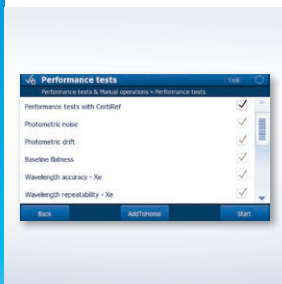 Performance tests
Task
Performance tests & Manual operations » Performance tests
Performance tests with CertiRef
Photometric noise
Photometric drift
Baseline flatness
Wavelength accuracy - Xe
Wavelength repeatability - Xe
Back
AddToHome
Start